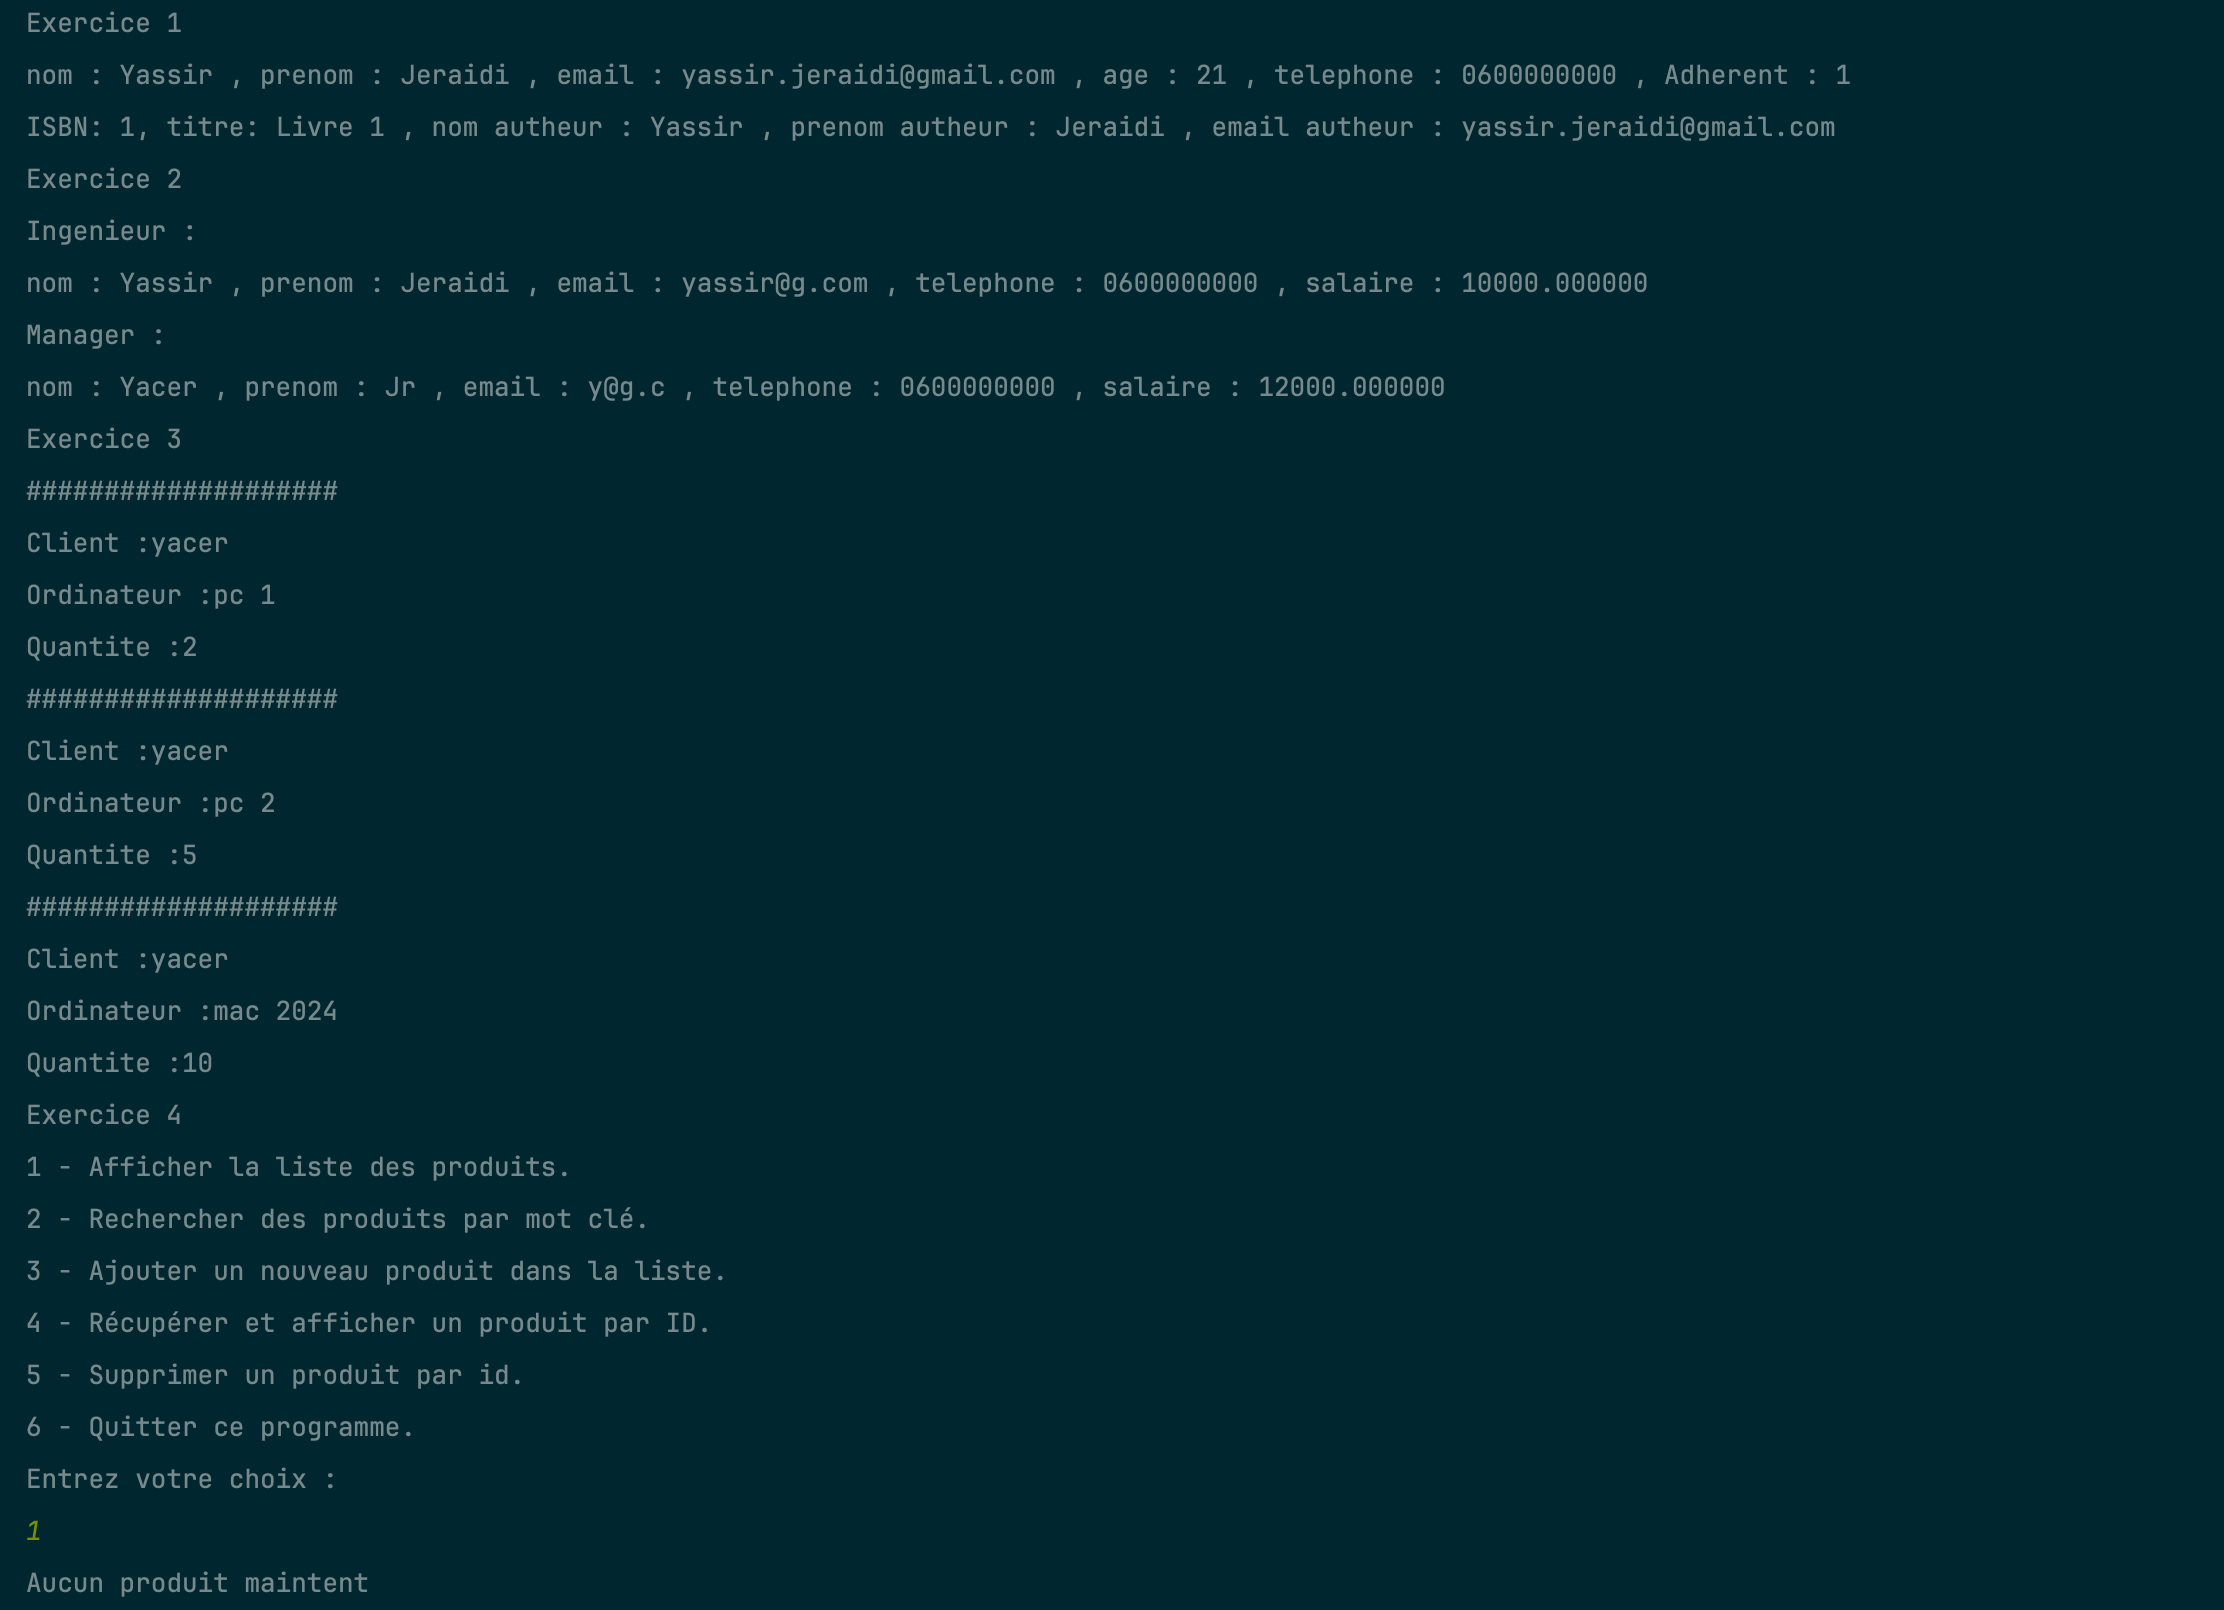 Exercice 1
nom : Yassir , prenom : Jeraidi , email : yassir.jeraidi@gmail.com , age : 21 , telephone : 0600000000 , Adherent : 1
ISBN: 1, titre: Livre 1 , nom autheur : Yassir , prenom autheur : Jeraidi , email autheur : yassir.jeraidi@gmail.com
Exercice 2
Ingenieur :
nom : Yassir , prenom : Jeraidi , email : yassir@g.com , telephone : 0600000000 , salaire : 10000.000000
Manager :
nom : Yacer , prenom : Jr , email : y@g.c , telephone : 0600000000 , salaire : 12000.000000
Exercice 3
####################
Client :yacer
Ordinateur :pc 1
Quantite :2
####################
Client :yacer
Ordinateur :pc 2
Quantite :5
####################
Client :yacer
Ordinateur :mac 2024
Quantite :10
Exercice 4
1 - Afficher la liste des produits.
2 - Rechercher des produits par mot clé.
3 - Ajouter un nouveau produit dans la liste.
4 - Récupérer et afficher un produit par ID.
5 - Supprimer un produit par id.
6 - Quitter ce programme.
Entrez votre choix :
1
Aucun produit maintent